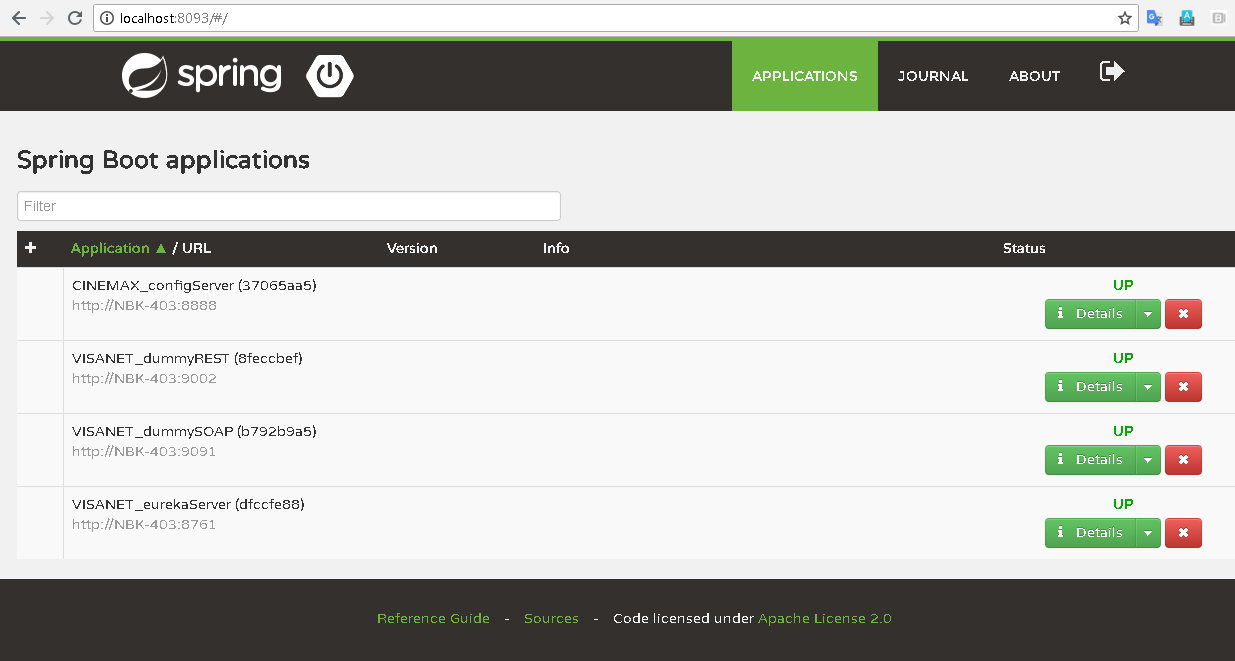 localhost:8093/#/
spring
APPLICATIONS
JOURNAL
ABOUT
Spring Boot applications
Filter
Application ▲ / URL
Version
Info
Status
CINEMAX_configServer (37065aa5)
http://NBK-403:8888
UP
Details
VISANET_dummyREST (8feccbef)
http://NBK-403:9002
UP
Details
VISANET_dummySOAP (b792b9a5)
http://NBK-403:9091
UP
Details
VISANET_eurekaServer (dfccfe88)
http://NBK-403:8761
UP
Details
Reference Guide - Sources - Code licensed under Apache License 2.0